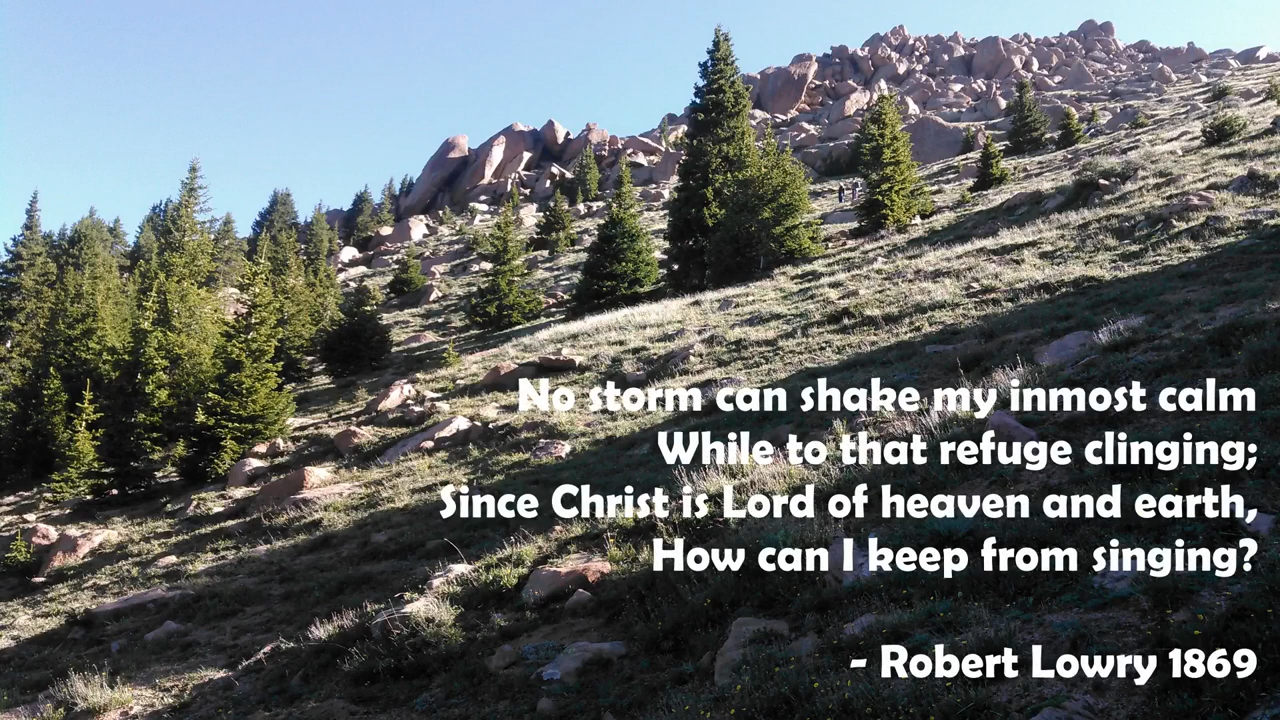 No storm can shake my inmost calm
While to that refuge clinging;
Since Christ is Lord of heaven and earth,
How can I keep from singing?
- Robert Lowry 1869